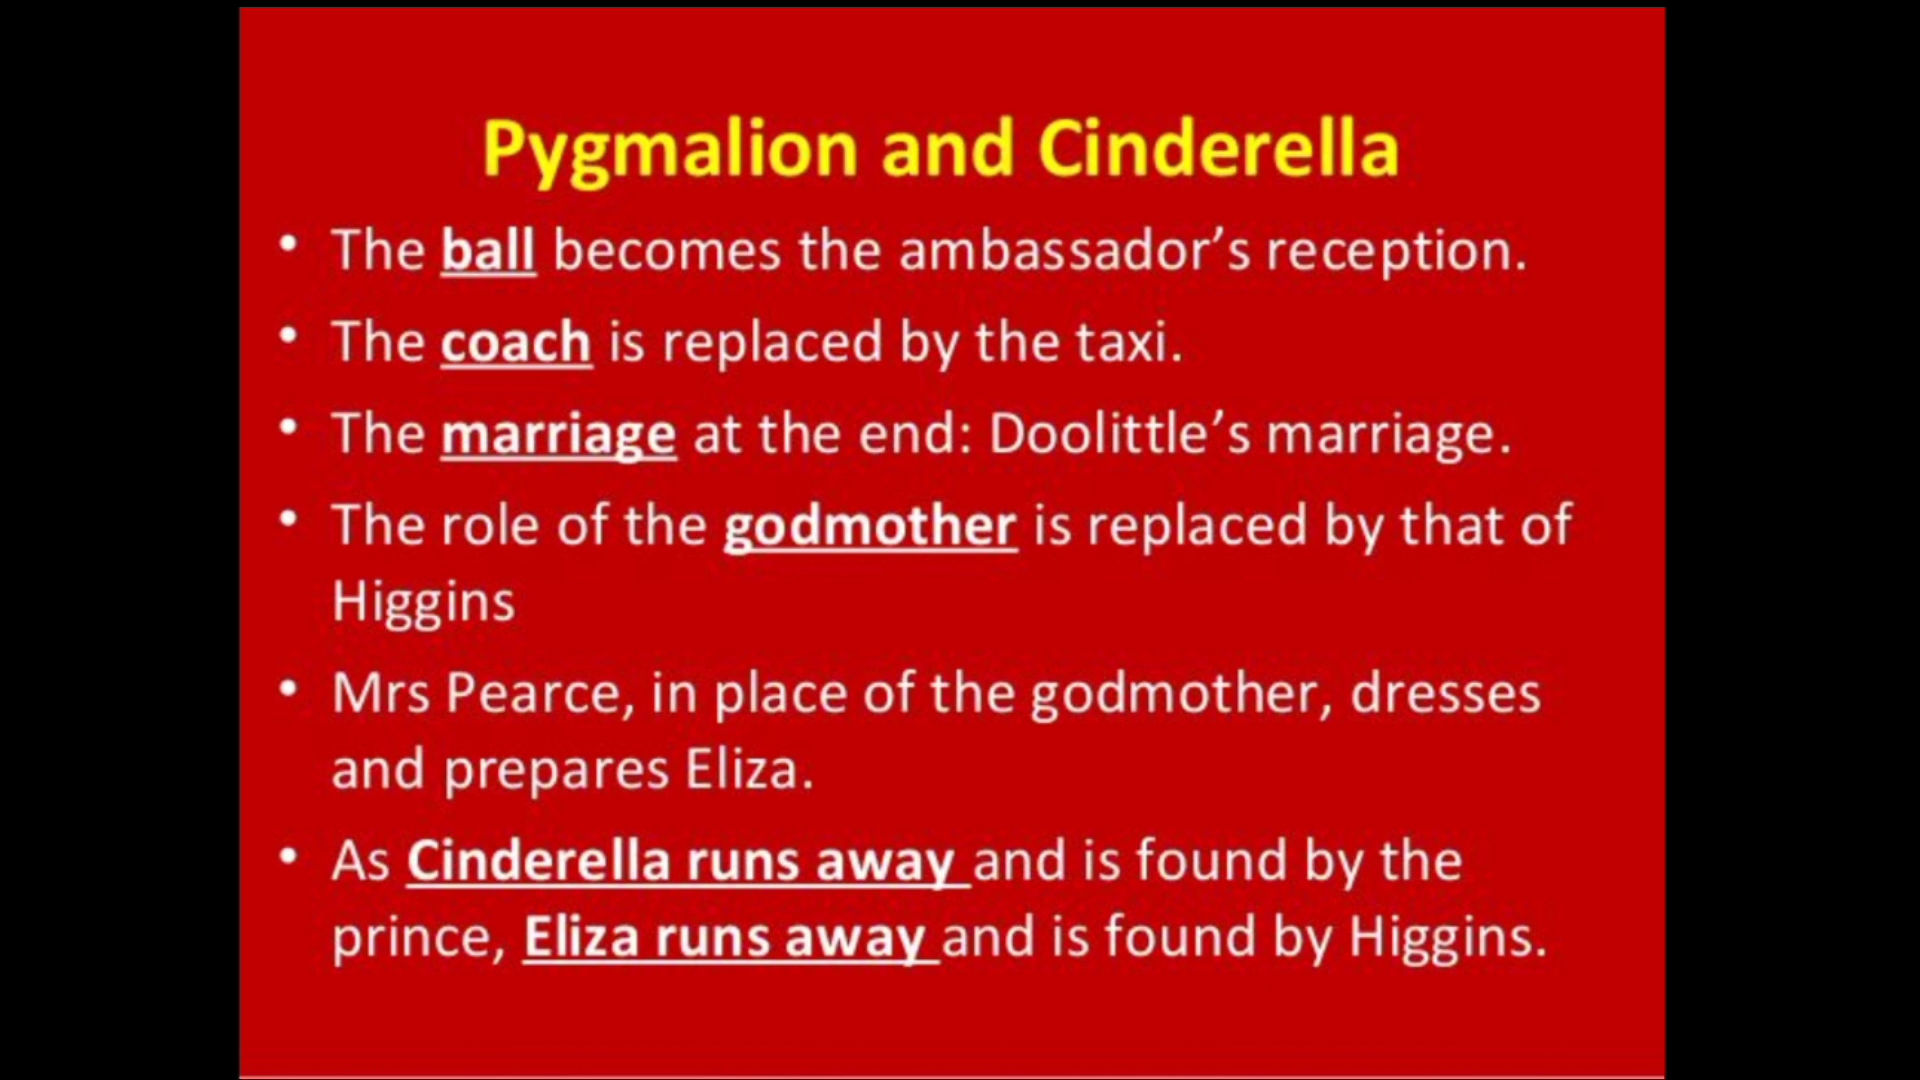 Pygmalion and Cinderella
• The ball becomes the ambassador’s reception.
• The coach is replaced by the taxi.
• The marriage at the end: Doolittle’s marriage.
• The role of the godmother is replaced by that of
Higgins
• Mrs Pearce, in place of the godmother, dresses
and prepares Eliza.
• As Cinderella runs away and is found by the
prince, Eliza runs away and is found by Higgins.